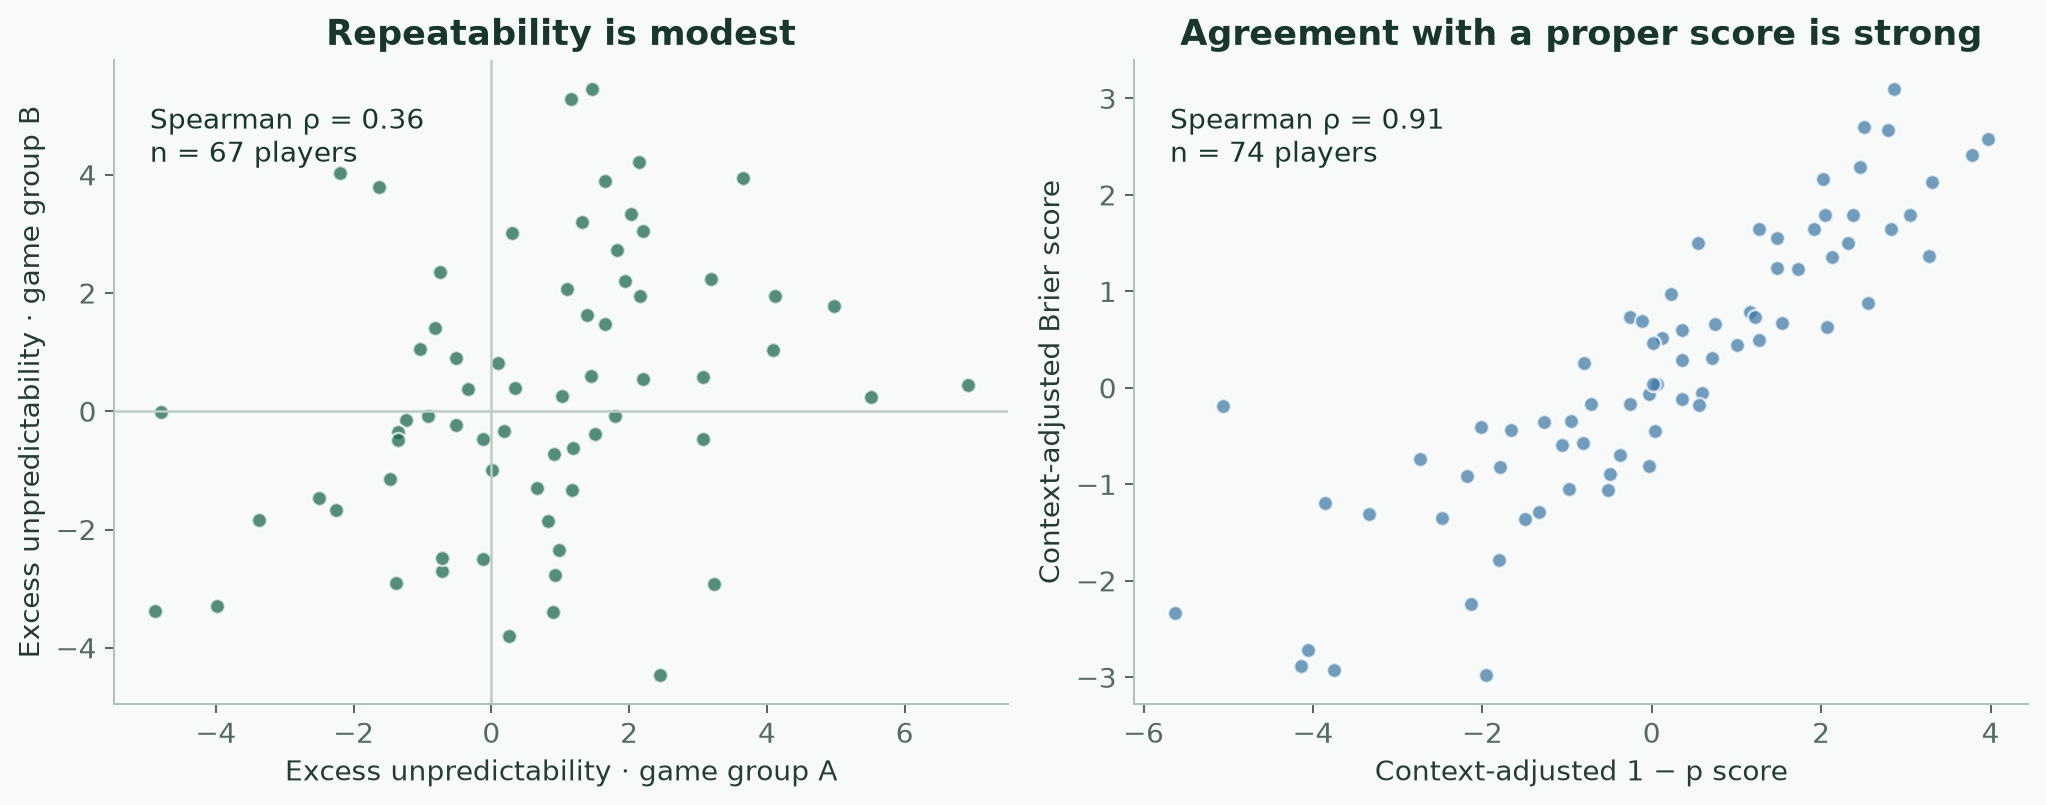 Repeatability is modest
Spearman ρ = 0.36
n = 67 players
Excess unpredictability · game group B
4
2
0
−2
−4
−4
−2
0
2
4
6
Excess unpredictability · game group A
Agreement with a proper score is strong
Spearman ρ = 0.91
n = 74 players
Context-adjusted Brier score
3
2
1
0
−1
−2
−3
−6
−4
−2
0
2
4
Context-adjusted 1 − p score